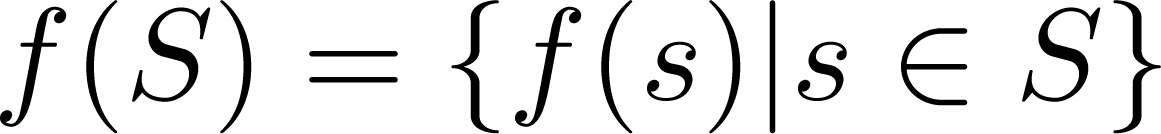 f(S) = {f(s)|s ∈ S}